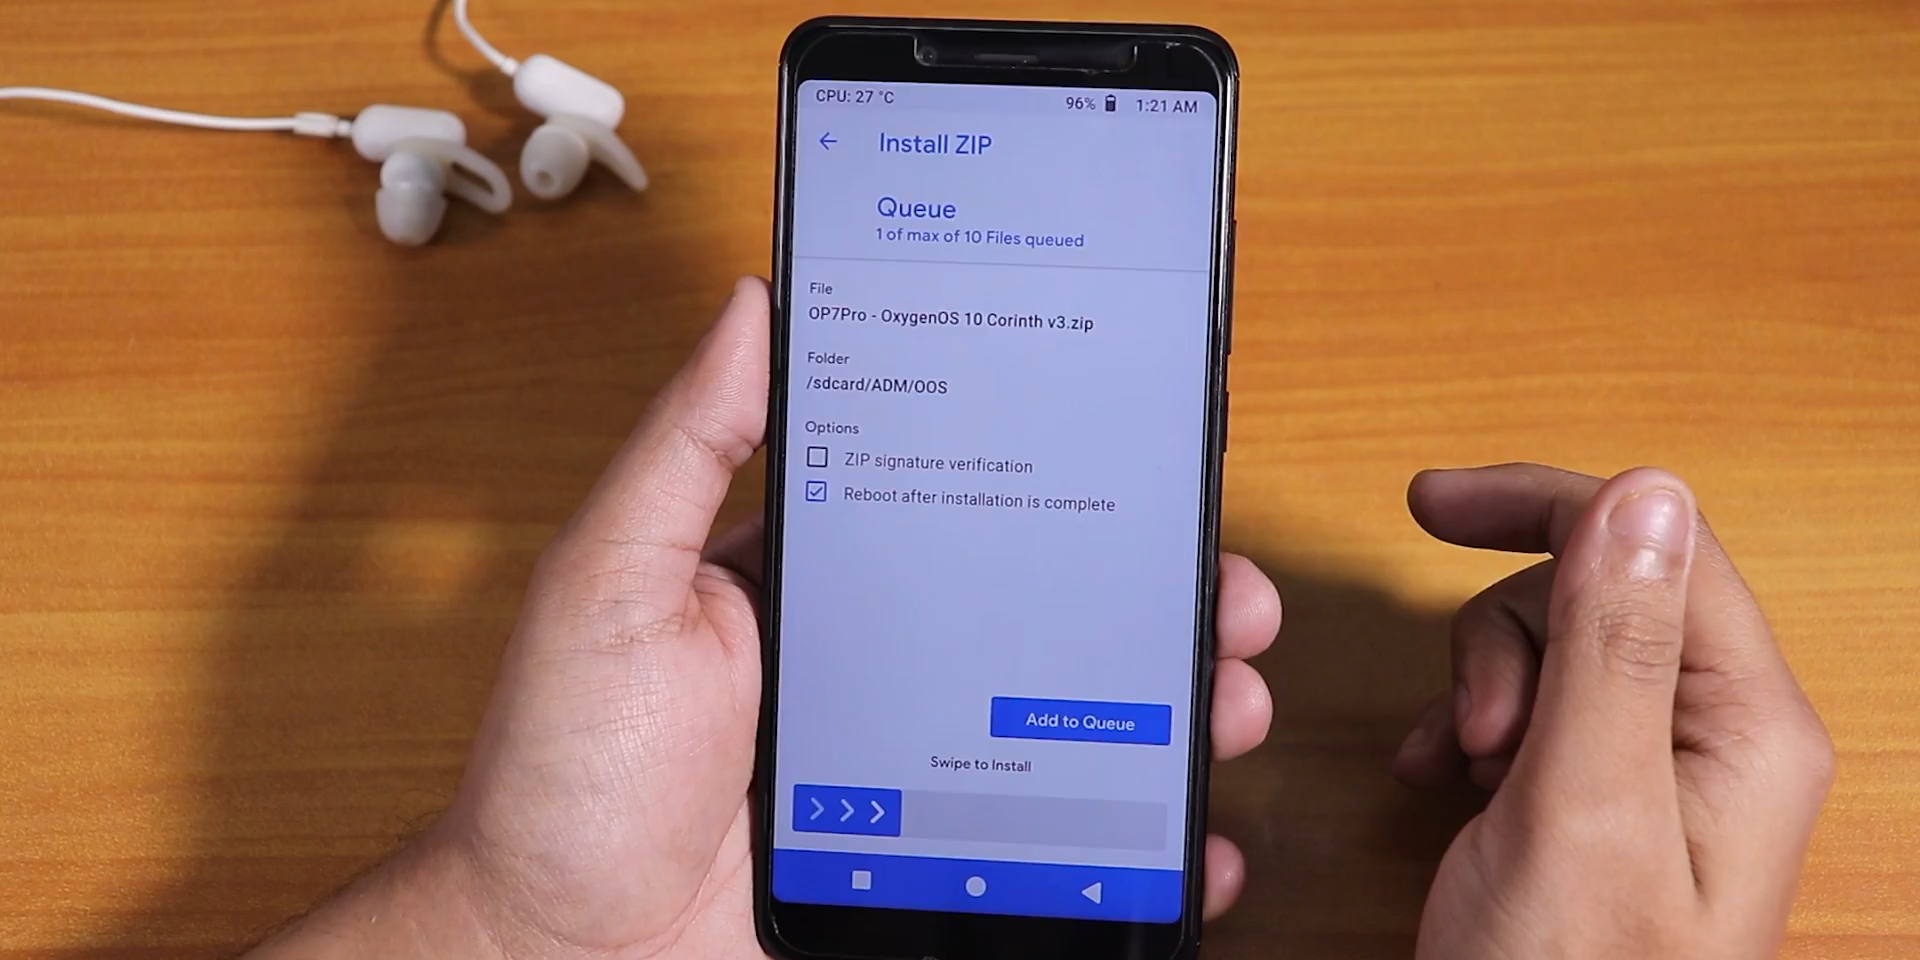 CPU: 27 °C 96% 1:21 AM
Install ZIP
Queue
1 of max of 10 Files queued
File
OP7Pro - OxygenOS 10 Corinth v3.zip
Folder
/sdcard/ADM/OOS
Options
ZIP signature verification
Reboot after installation is complete
Add to Queue
Swipe to Install